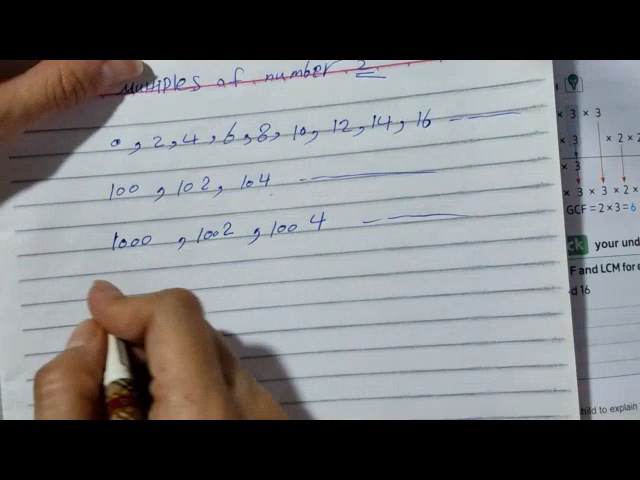 Multiples of number 2
0, 2, 4, 6, 8, 10, 12, 14, 16
100, 102, 104
1000, 1002, 1004
× 3 × 3
× 3
× 2 × 2
× 3
× 3 × 3 × 2 ×
GCF = 2 × 3 = 6
ck your und
F and LCM for e
d 16
hild to explain